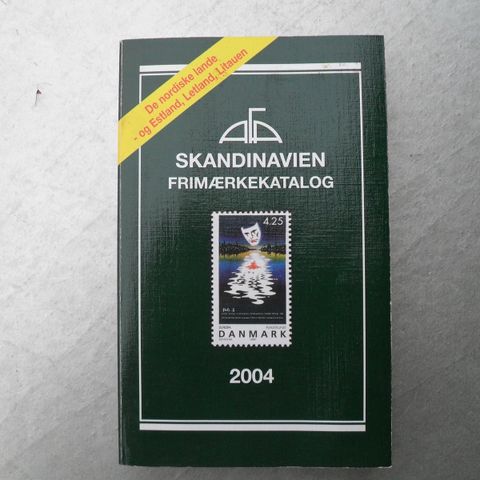 De nordiske lande
- og Estland, Letland, Litauen
AFA
SKANDINAVIEN
FRIMÆRKEKATALOG
4.25
DANMARK
2004